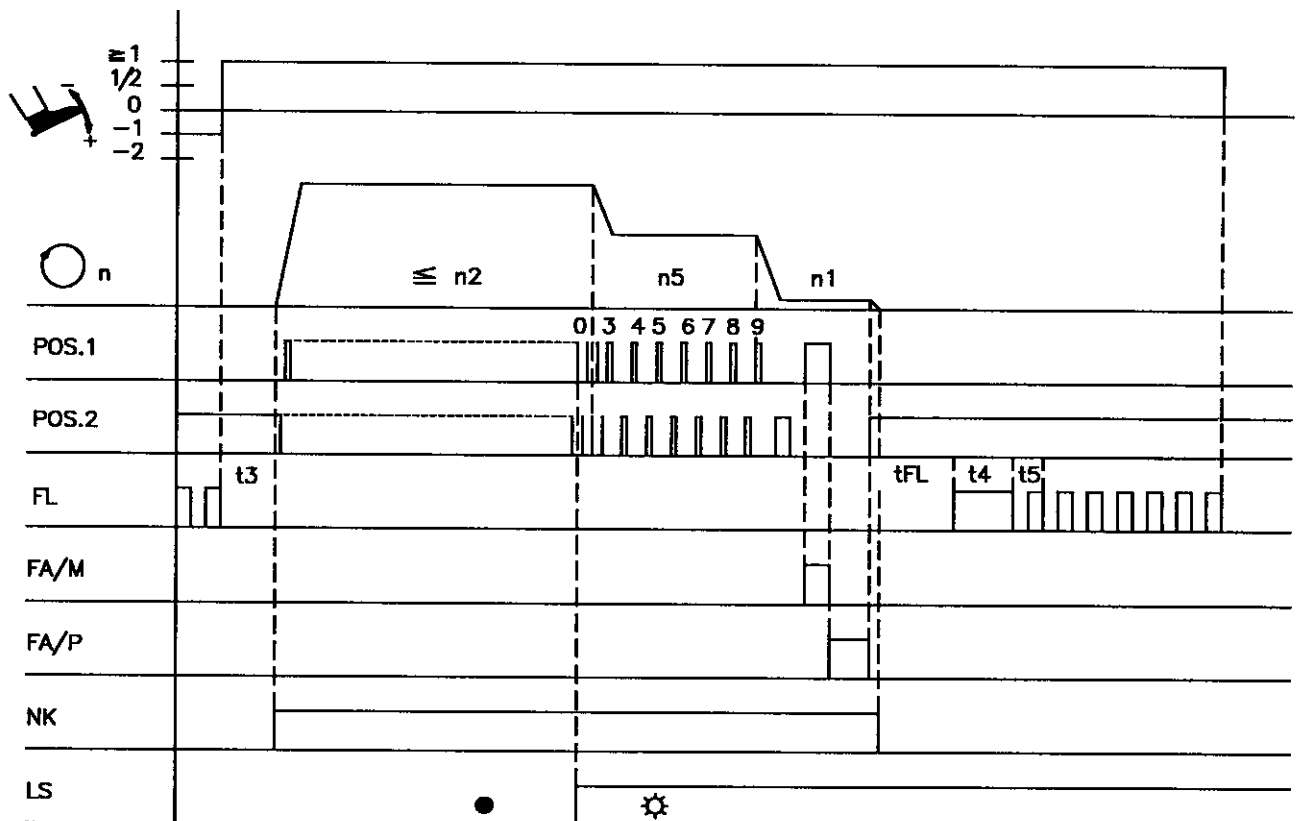 ≧ 1
1/2
0
-1
-2
-
+
n
≦ n2
n5
n1
POS.1
0 3 4 5 6 7 8 9
POS.2
t3
tFL
t4
t5
FL
FA/M
FA/P
NK
LS